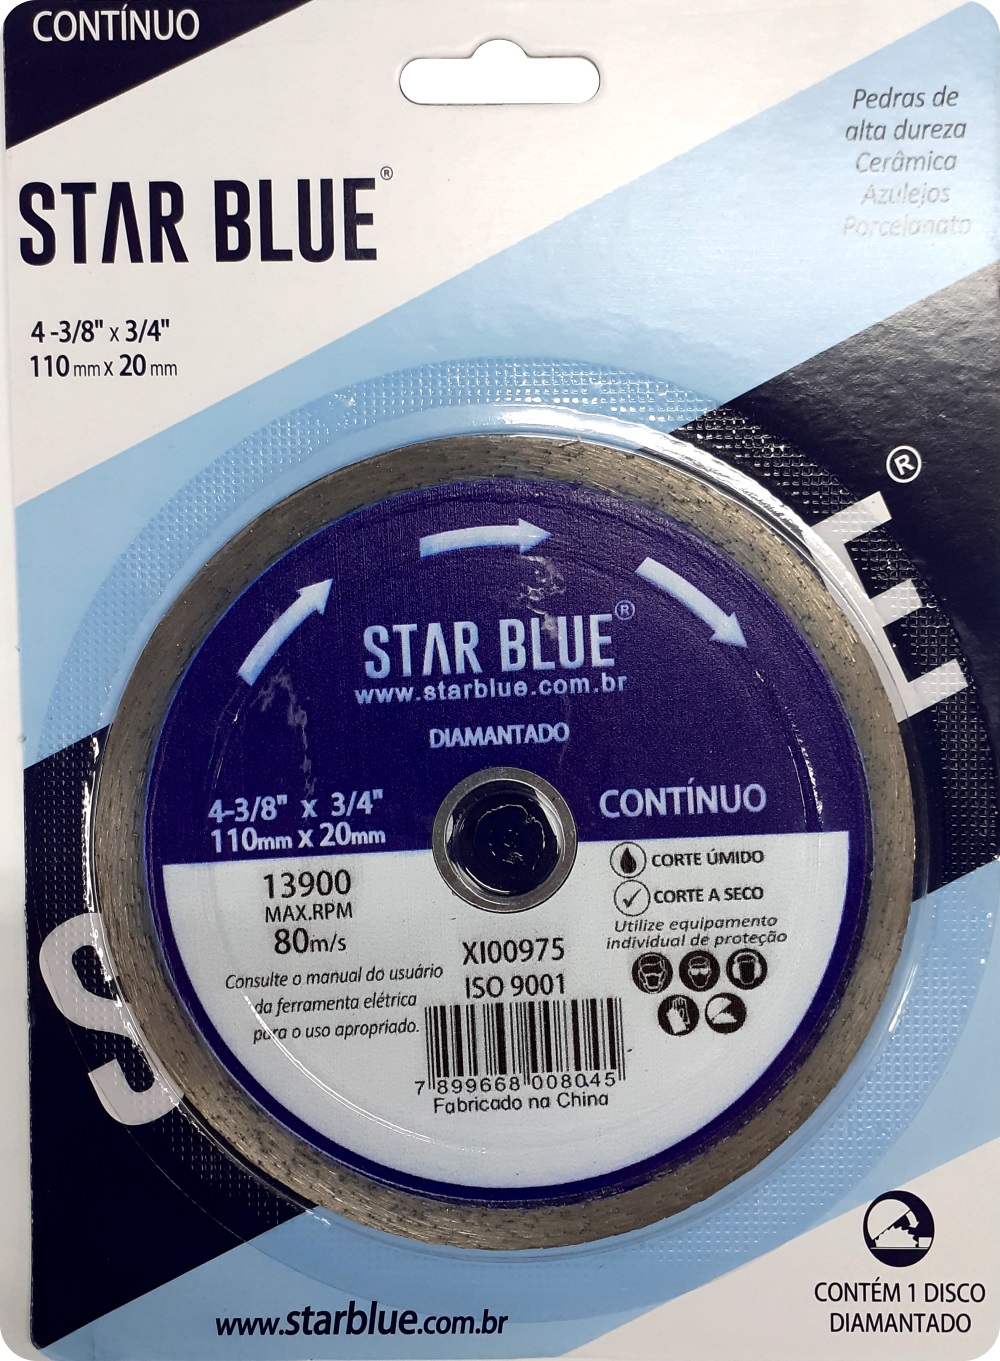 CONTÍNUO
Pedras de
alta dureza
Cerâmica
Azulejos
Porcelanato
STAR BLUE®
4 -3/8" x 3/4"
110 mm x 20 mm
®
E
STAR BLUE®
www.starblue.com.br
DIAMANTADO
4-3/8" x 3/4"
110mm x 20mm
CONTÍNUO
13900
MAX.RPM
80m/s
Consulte o manual do usuário
da ferramenta elétrica
para o uso apropriado.
CORTE ÚMIDO
CORTE A SECO
Utilize equipamento
individual de proteção
XI00975
ISO 9001
7 899668 008045
Fabricado na China
S
www.starblue.com.br
CONTÉM 1 DISCO
DIAMANTADO